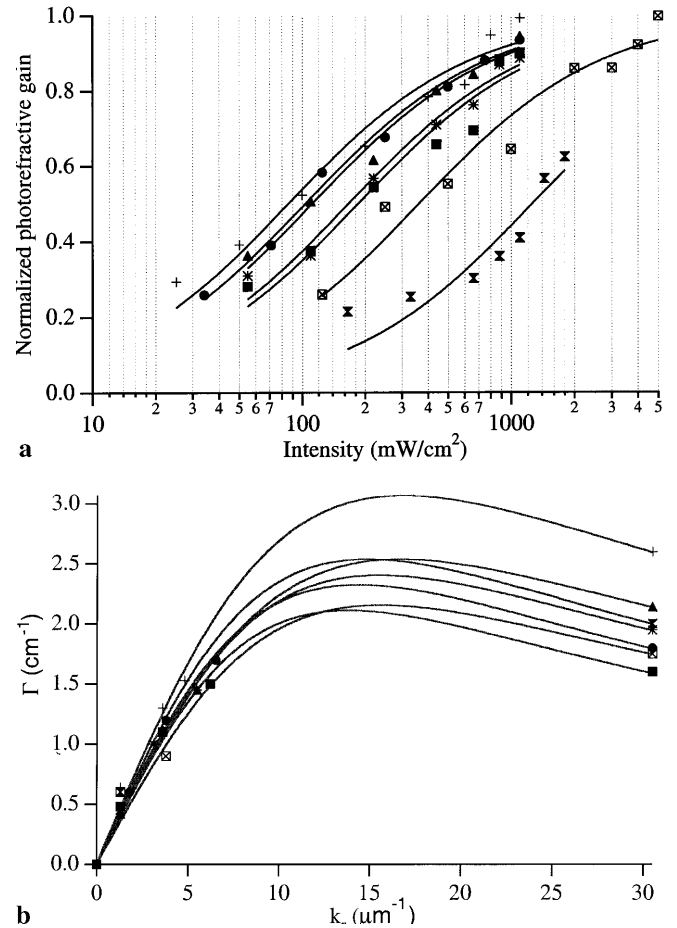 1.0
0.8
0.6
0.4
0.2
0.0
Normalized photorefractive gain
10 2 3 4 5 6 7 100 2 3 4 5 6 7 1000 2 3 4 5
Intensity (mW/cm²)
a
3.0
2.5
2.0
1.5
1.0
0.5
0.0
Γ (cm⁻¹)
0 5 10 15 20 25 30
(μm⁻¹)
b